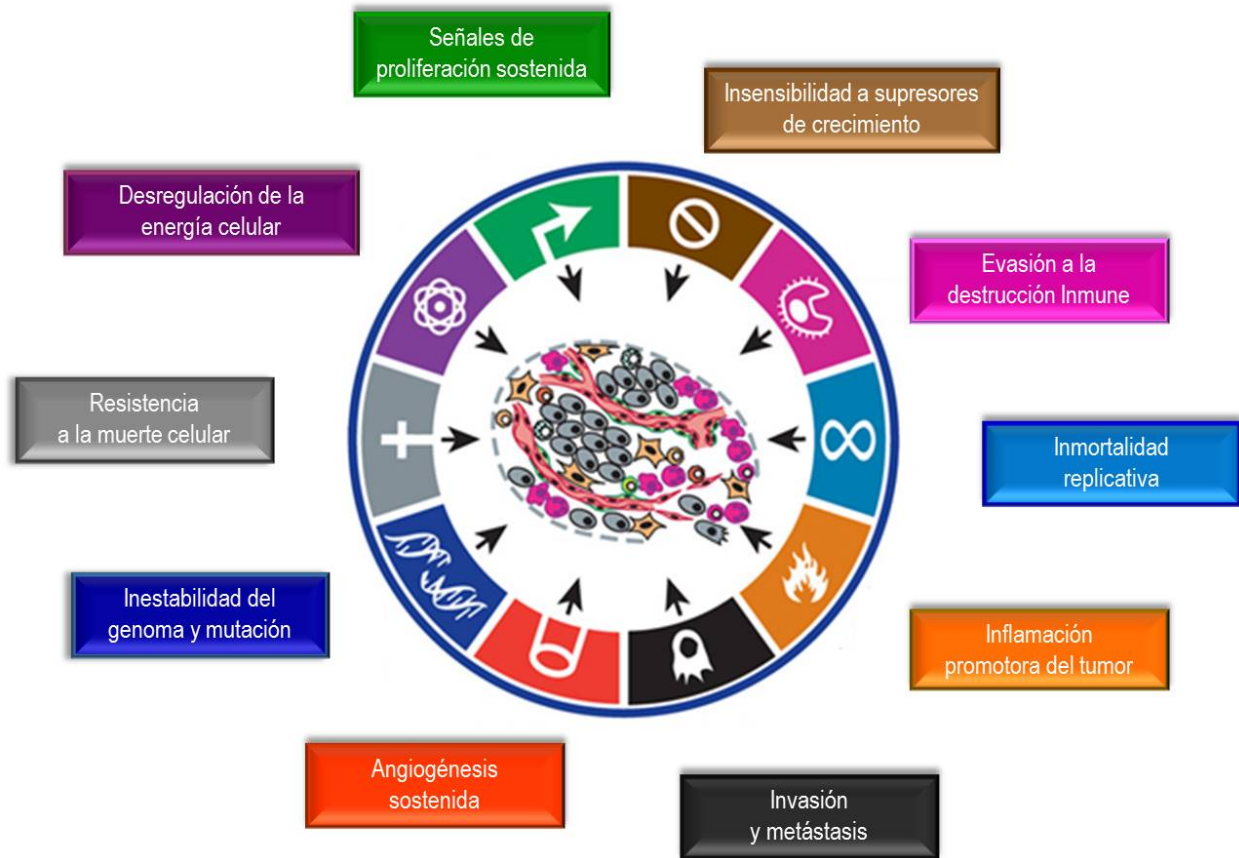 Señales de
proliferación sostenida
Insensibilidad a supresores
de crecimiento
Desregulación de la
energía celular
Evasión a la
destrucción Inmune
Resistencia
a la muerte celular
Inmortalidad
replicativa
Inestabilidad del
genoma y mutación
Inflamación
promotora del tumor
Angiogénesis
sostenida
Invasión
y metástasis